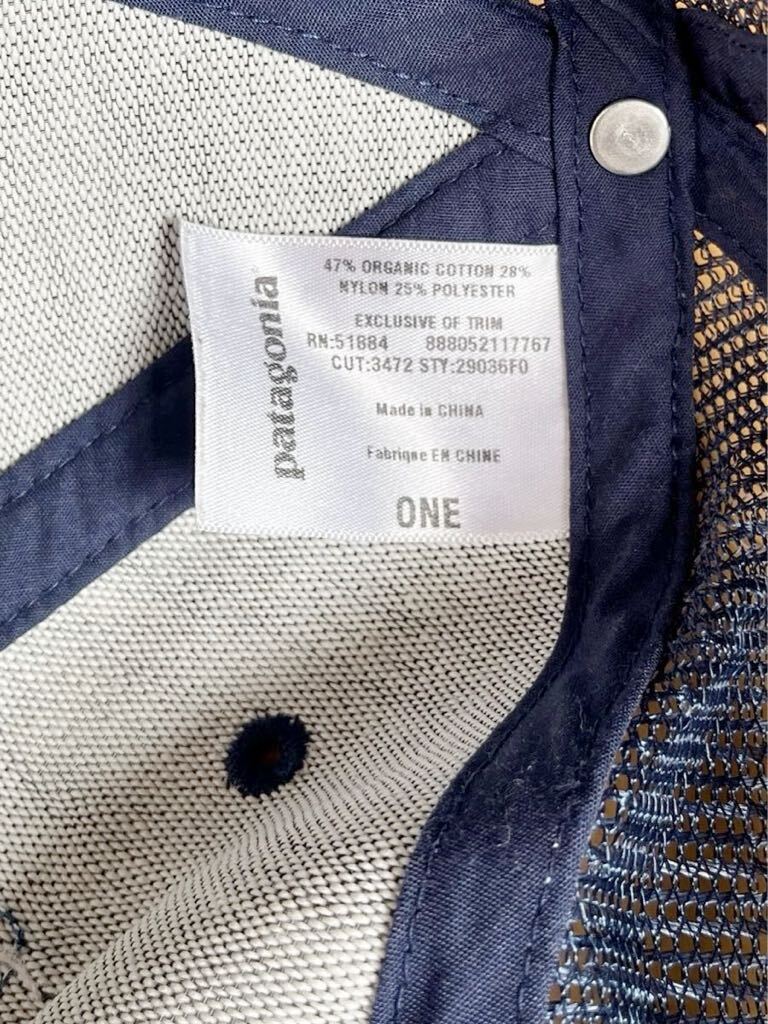 patagonia
47% ORGANIC COTTON 28%
NYLON 25% POLYESTER
EXCLUSIVE OF TRIM
RN:51884 888052117767
CUT:3472 STY:29036F0
Made in CHINA
Fabrique EN CHINE
ONE